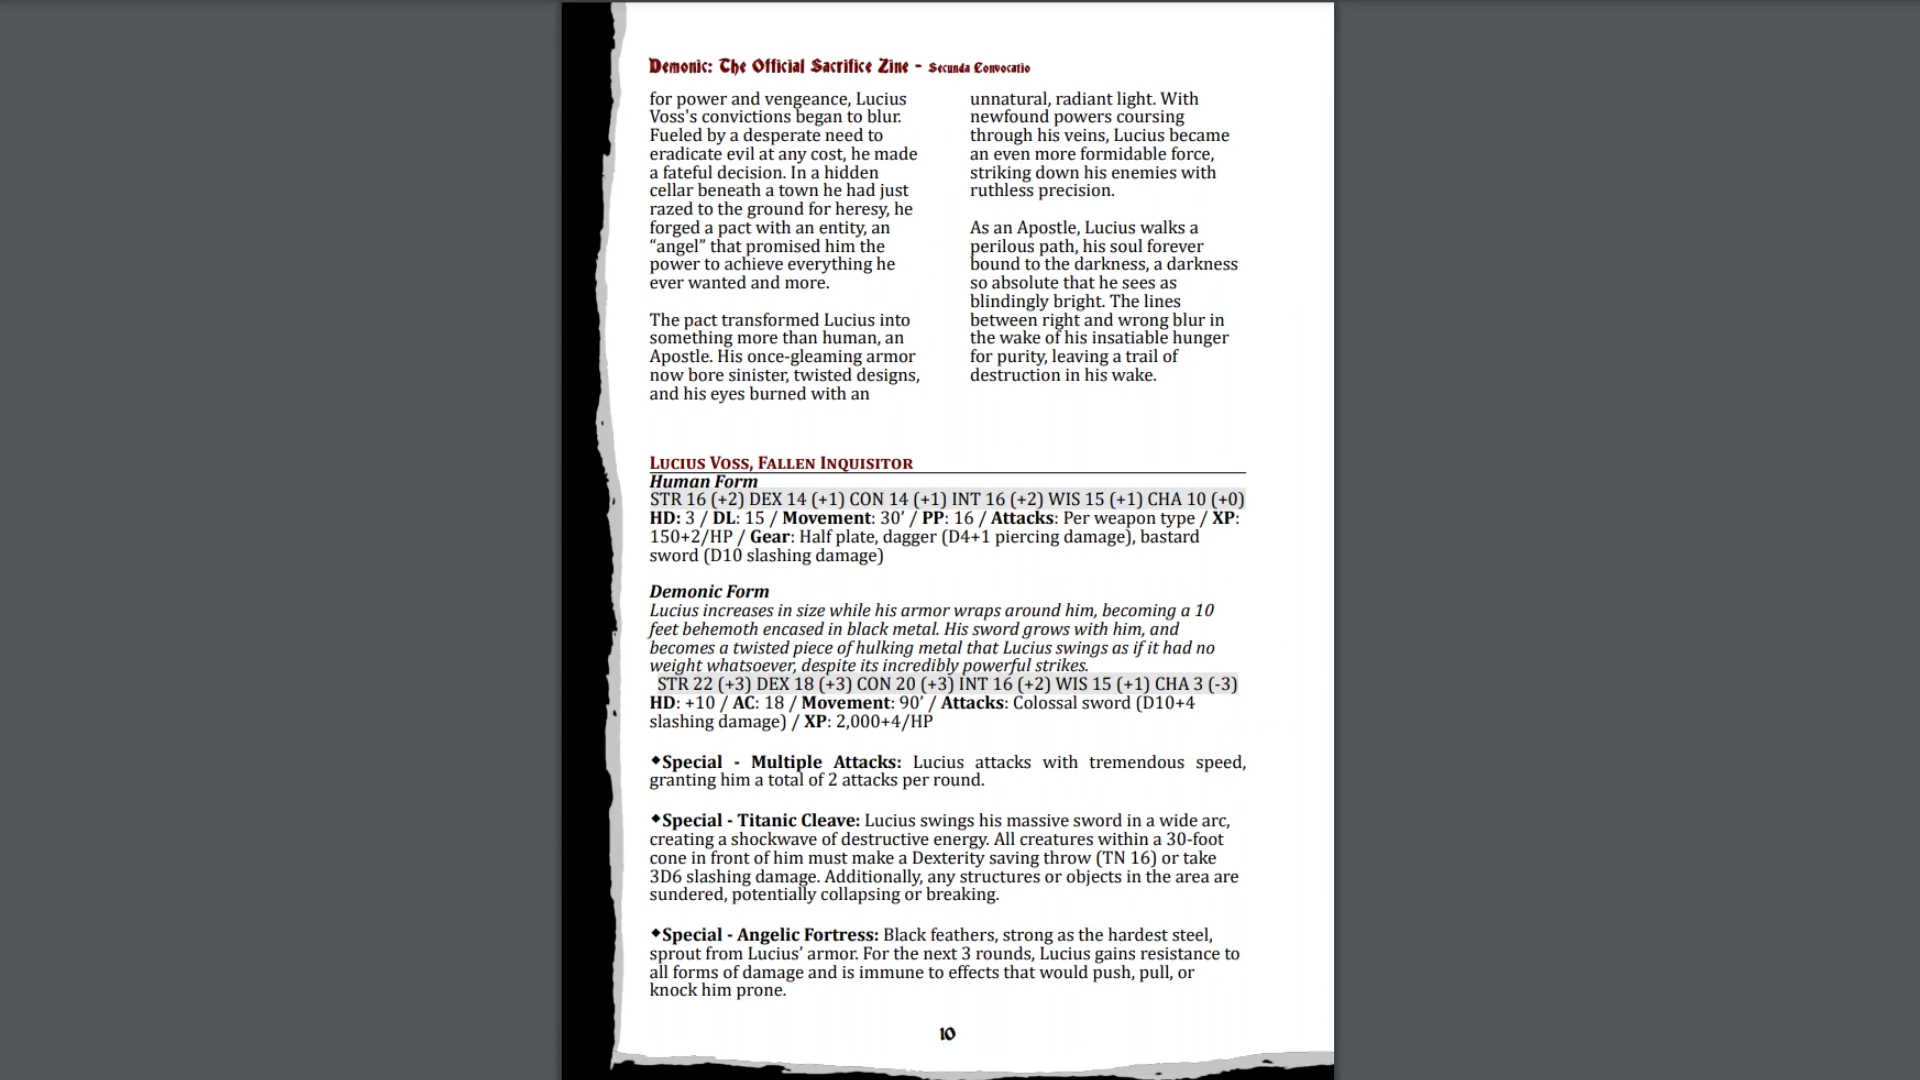 Demonic: The Official Sacrifice Zine - Secunda Convocatio
for power and vengeance, Lucius
Voss's convictions began to blur.
Fueled by a desperate need to
eradicate evil at any cost, he made
a fateful decision. In a hidden
cellar beneath a town he had just
razed to the ground for heresy, he
forged a pact with an entity, an
“angel” that promised him the
power to achieve everything he
ever wanted and more.
The pact transformed Lucius into
something more than human, an
Apostle. His once-gleaming armor
now bore sinister, twisted designs,
and his eyes burned with an
unnatural, radiant light. With
newfound powers coursing
through his veins, Lucius became
an even more formidable force,
striking down his enemies with
ruthless precision.
As an Apostle, Lucius walks a
perilous path, his soul forever
bound to the darkness, a darkness
so absolute that he sees as
blindingly bright. The lines
between right and wrong blur in
the wake of his insatiable hunger
for purity, leaving a trail of
destruction in his wake.
Lucius Voss, Fallen Inquisitor
Human Form
STR 16 (+2) DEX 14 (+1) CON 14 (+1) INT 16 (+2) WIS 15 (+1) CHA 10 (+0)
HD: 3 / DL: 15 / Movement: 30’ / PP: 16 / Attacks: Per weapon type / XP:
150+2/HP / Gear: Half plate, dagger (D4+1 piercing damage), bastard
sword (D10 slashing damage)
Demonic Form
Lucius increases in size while his armor wraps around him, becoming a 10
feet behemoth encased in black metal. His sword grows with him, and
becomes a twisted piece of hulking metal that Lucius swings as if it had no
weight whatsoever, despite its incredibly powerful strikes.
STR 22 (+3) DEX 18 (+3) CON 20 (+3) INT 16 (+2) WIS 15 (+1) CHA 3 (-3)
HD: +10 / AC: 18 / Movement: 90’ / Attacks: Colossal sword (D10+4
slashing damage) / XP: 2,000+4/HP
◆Special - Multiple Attacks: Lucius attacks with tremendous speed,
granting him a total of 2 attacks per round.
◆Special - Titanic Cleave: Lucius swings his massive sword in a wide arc,
creating a shockwave of destructive energy. All creatures within a 30-foot
cone in front of him must make a Dexterity saving throw (TN 16) or take
3D6 slashing damage. Additionally, any structures or objects in the area are
sundered, potentially collapsing or breaking.
◆Special - Angelic Fortress: Black feathers, strong as the hardest steel,
sprout from Lucius’ armor. For the next 3 rounds, Lucius gains resistance to
all forms of damage and is immune to effects that would push, pull, or
knock him prone.
10